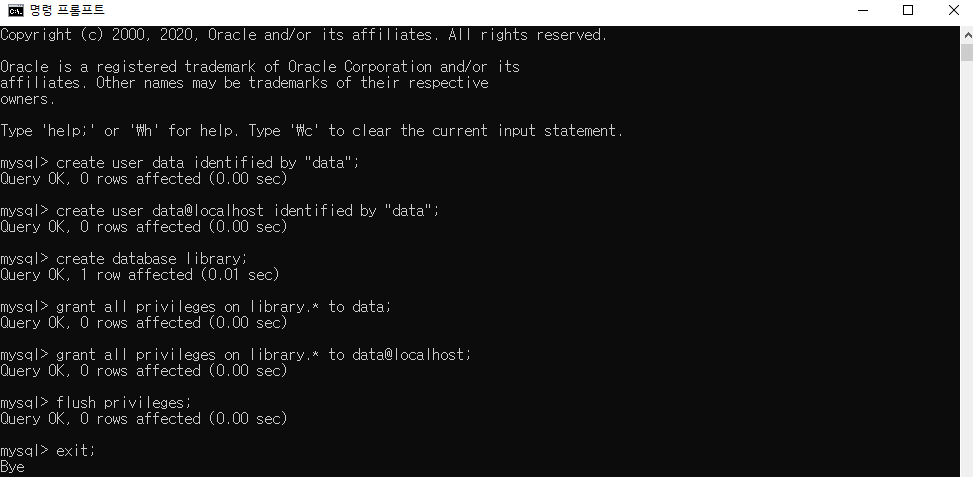 명령 프롬프트
Copyright (c) 2000, 2020, Oracle and/or its affiliates. All rights reserved.
Oracle is a registered trademark of Oracle Corporation and/or its
affiliates. Other names may be trademarks of their respective
owners.
Type 'help;' or '₩h' for help. Type '₩c' to clear the current input statement.
mysql> create user data identified by "data";
Query OK, 0 rows affected (0.00 sec)
mysql> create user data@localhost identified by "data";
Query OK, 0 rows affected (0.00 sec)
mysql> create database library;
Query OK, 1 row affected (0.01 sec)
mysql> grant all privileges on library.* to data;
Query OK, 0 rows affected (0.00 sec)
mysql> grant all privileges on library.* to data@localhost;
Query OK, 0 rows affected (0.00 sec)
mysql> flush privileges;
Query OK, 0 rows affected (0.00 sec)
mysql> exit;
Bye